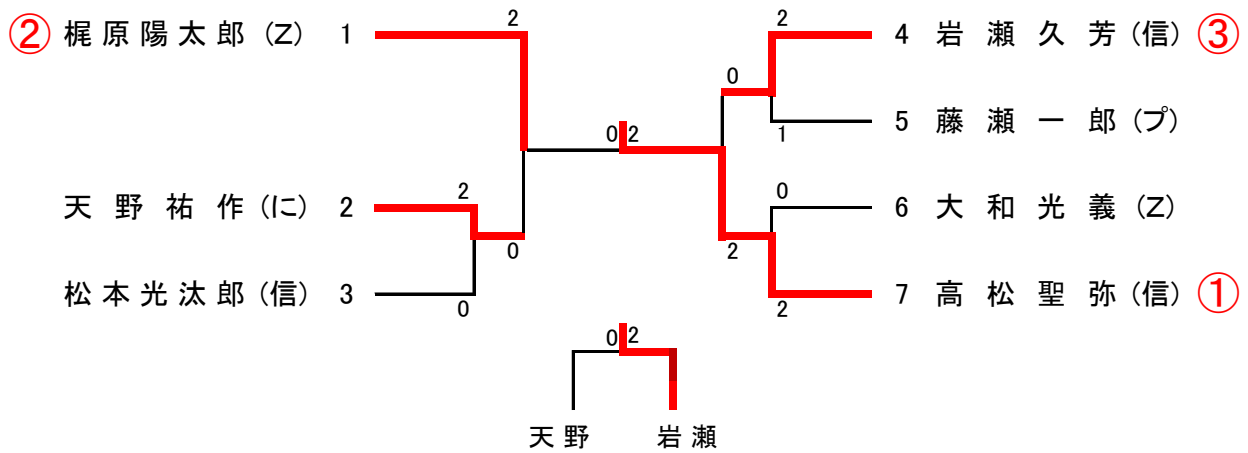 ② 梶原陽太郎 (Z) 1
2
2
4 岩瀬久芳 (信) ③
0
5 藤瀬一郎 (プ)
1
0 2
天野祐作 (に) 2
2
0
6 大和光義 (Z)
0
2
松本光汰郎 (信) 3
0
7 高松聖弥 (信) ①
2
0 2
天野 岩瀬